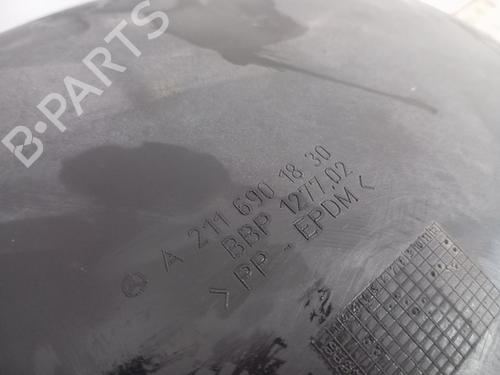 B-PARTS
A 211 690 18 30
BBP 1277,02
>PP-EPDM<